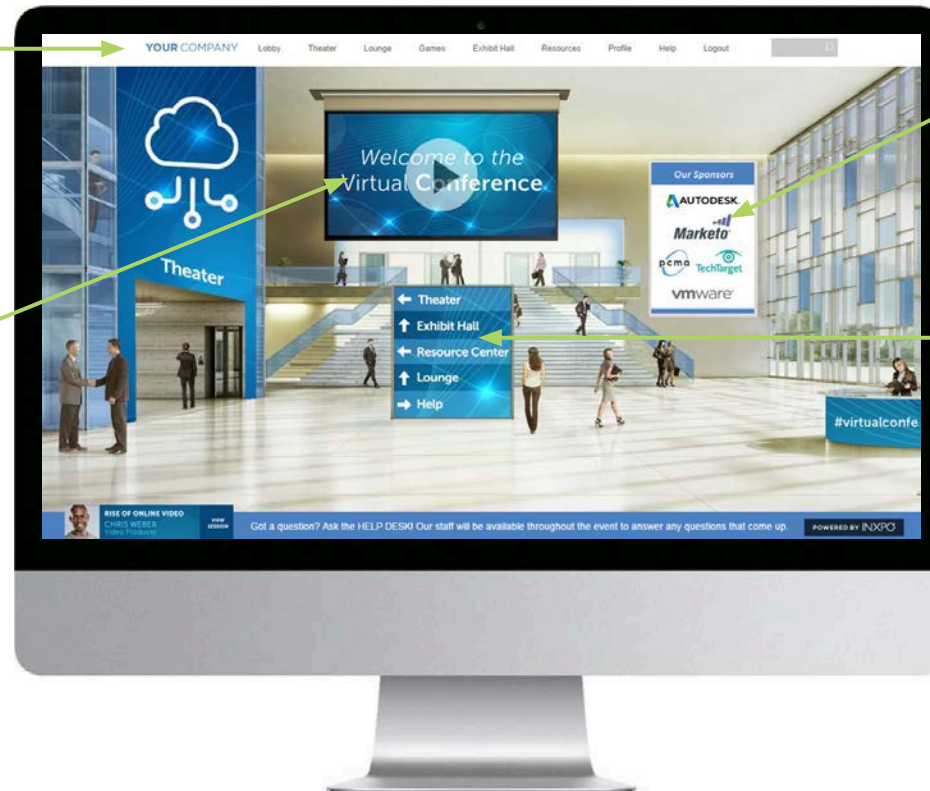 YOUR COMPANY Lobby Theater Lounge Games Exhibit Hall Resources Profile Help Logout
Welcome to the
Virtual Conference
Theater
Our Sponsors
AUTODESK.
Marketo
pcma TechTarget
vmware
Theater
Exhibit Hall
Resource Center
Lounge
Help
#virtualconfe
RISE OF ONLINE VIDEO
CHRIS WEBER
Video Producer
VIEW
SESSION
Got a question? Ask the HELP DESK! Our staff will be available throughout the event to answer any questions that come up.
POWERED BY INXPO